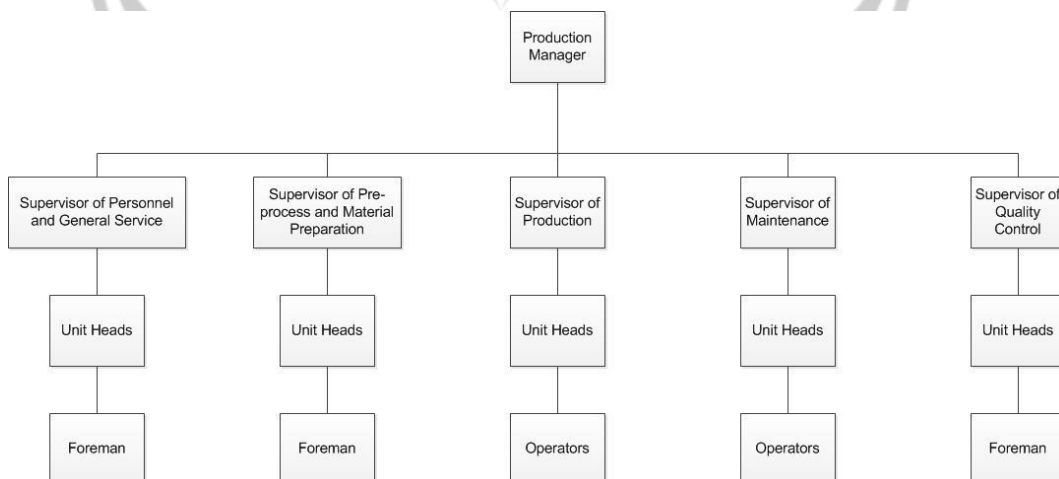 Production
Manager
Supervisor of Personnel
and General Service
Supervisor of Pre-
process and Material
Preparation
Supervisor of
Production
Supervisor of
Maintenance
Supervisor of
Quality
Control
Unit Heads
Unit Heads
Unit Heads
Unit Heads
Unit Heads
Foreman
Foreman
Operators
Operators
Foreman